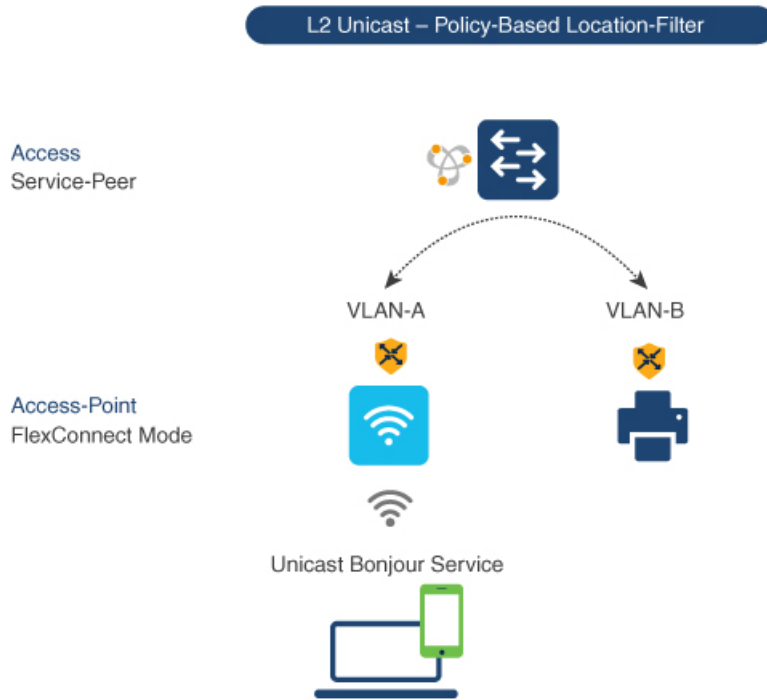 L2 Unicast – Policy-Based Location-Filter
Access
Service-Peer
VLAN-A
VLAN-B
Access-Point
FlexConnect Mode
Unicast Bonjour Service